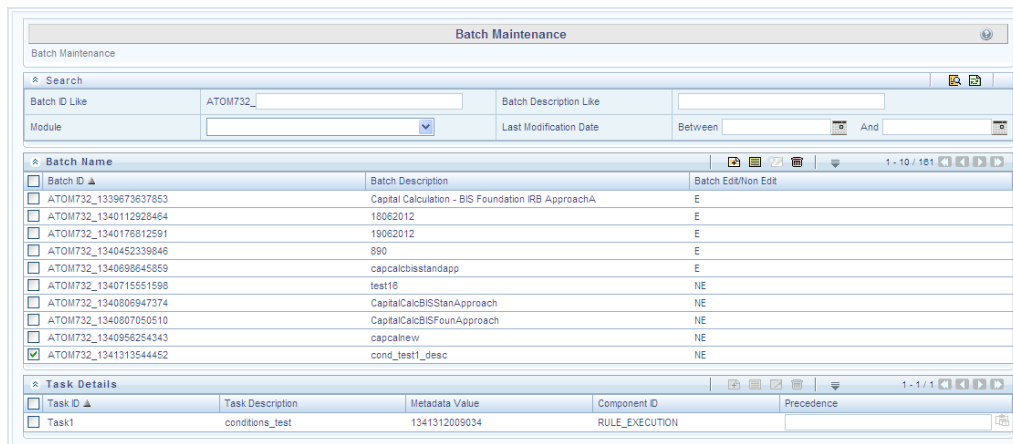 Batch Maintenance
Batch Maintenance
Search
Batch ID Like ATOM732_ Batch Description Like
Module Last Modification Date Between And
Batch Name 1 - 10 / 161
Batch ID Batch Description Batch Edit/Non Edit
ATOM732_1339673637853 Capital Calculation - BIS Foundation IRB ApproachA E
ATOM732_1340112928464 18062012 E
ATOM732_1340176812591 19062012 E
ATOM732_1340452339846 890 E
ATOM732_1340698645859 capcalcbisstandapp E
ATOM732_1340715551598 test16 NE
ATOM732_1340806947374 CapitalCalcBISStanApproach NE
ATOM732_1340807050510 CapitalCalcBISFounApproach NE
ATOM732_1340956254343 capcalnew NE
ATOM732_1341313544452 cond_test1_desc NE
Task Details 1 - 1 / 1
Task ID Task Description Metadata Value Component ID Precedence
Task1 conditions_test 1341312009034 RULE_EXECUTION